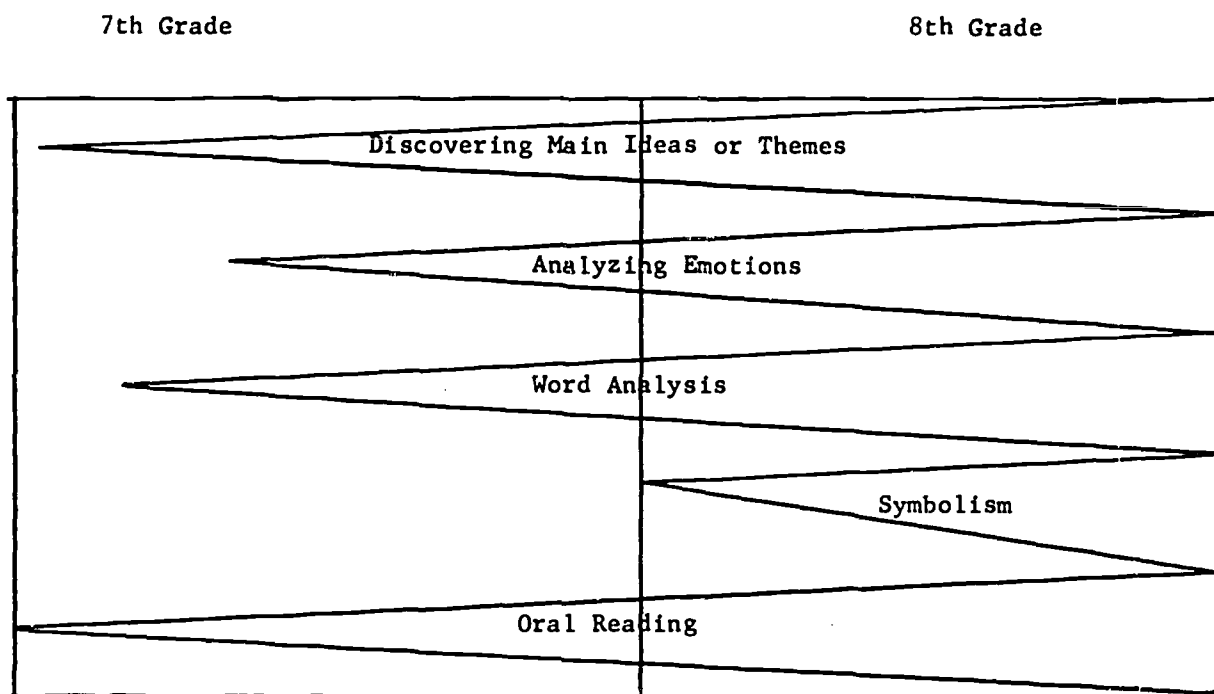 7th Grade 8th Grade
Discovering Main Ideas or Themes
Analyzing Emotions
Word Analysis
Symbolism
Oral Reading